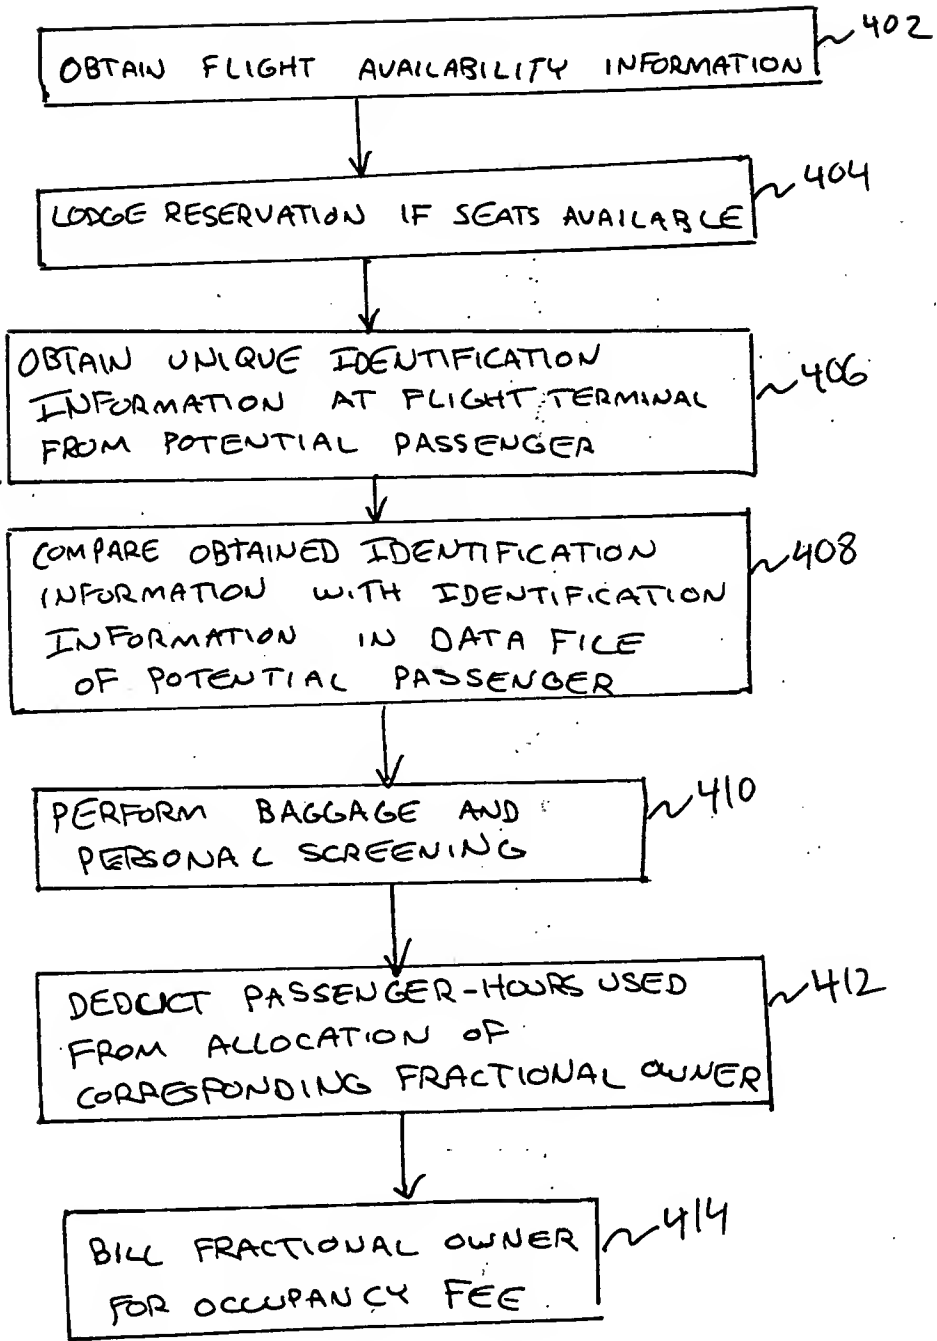 402
OBTAIN FLIGHT AVAILABILITY INFORMATION
404
LODGE RESERVATION IF SEATS AVAILABLE
OBTAIN UNIQUE IDENTIFICATION
INFORMATION AT FLIGHT TERMINAL
FROM POTENTIAL PASSENGER
406
COMPARE OBTAINED IDENTIFICATION
INFORMATION WITH IDENTIFICATION
INFORMATION IN DATA FILE
OF POTENTIAL PASSENGER
408
PERFORM BAGGAGE AND
PERSONAL SCREENING
410
DEDUCT PASSENGER-HOURS USED
FROM ALLOCATION OF
CORRESPONDING FRACTIONAL OWNER
412
BILL FRACTIONAL OWNER
FOR OCCUPANCY FEE
414